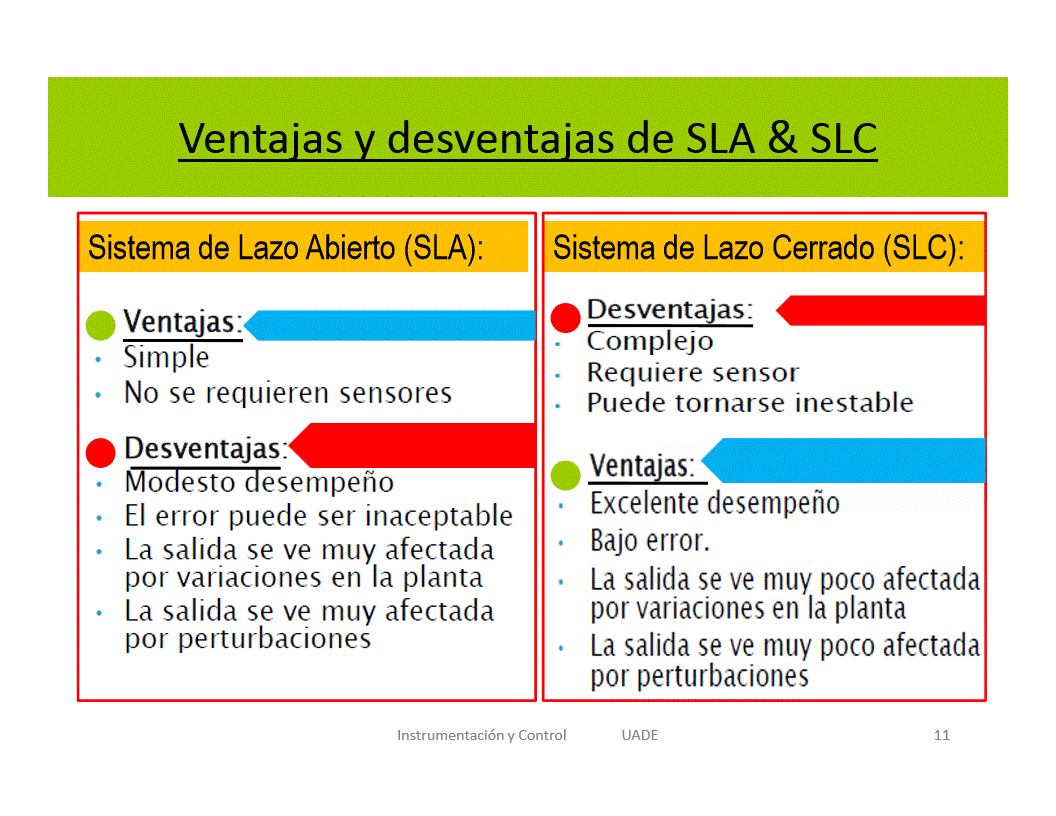 Ventajas y desventajas de SLA & SLC
Sistema de Lazo Abierto (SLA):
Ventajas:
• Simple
• No se requieren sensores
Desventajas:
• Modesto desempeño
• El error puede ser inaceptable
• La salida se ve muy afectada
por variaciones en la planta
• La salida se ve muy afectada
por perturbaciones
Sistema de Lazo Cerrado (SLC):
Desventajas:
• Complejo
• Requiere sensor
• Puede tornarse inestable
Ventajas:
• Excelente desempeño
• Bajo error.
• La salida se ve muy poco afectada
por variaciones en la planta
• La salida se ve muy poco afectada
por perturbaciones
Instrumentación y Control UADE 11